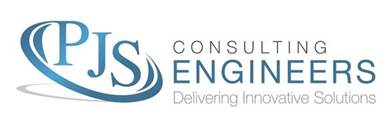 PJS
CONSULTING
ENGINEERS
Delivering Innovative Solutions